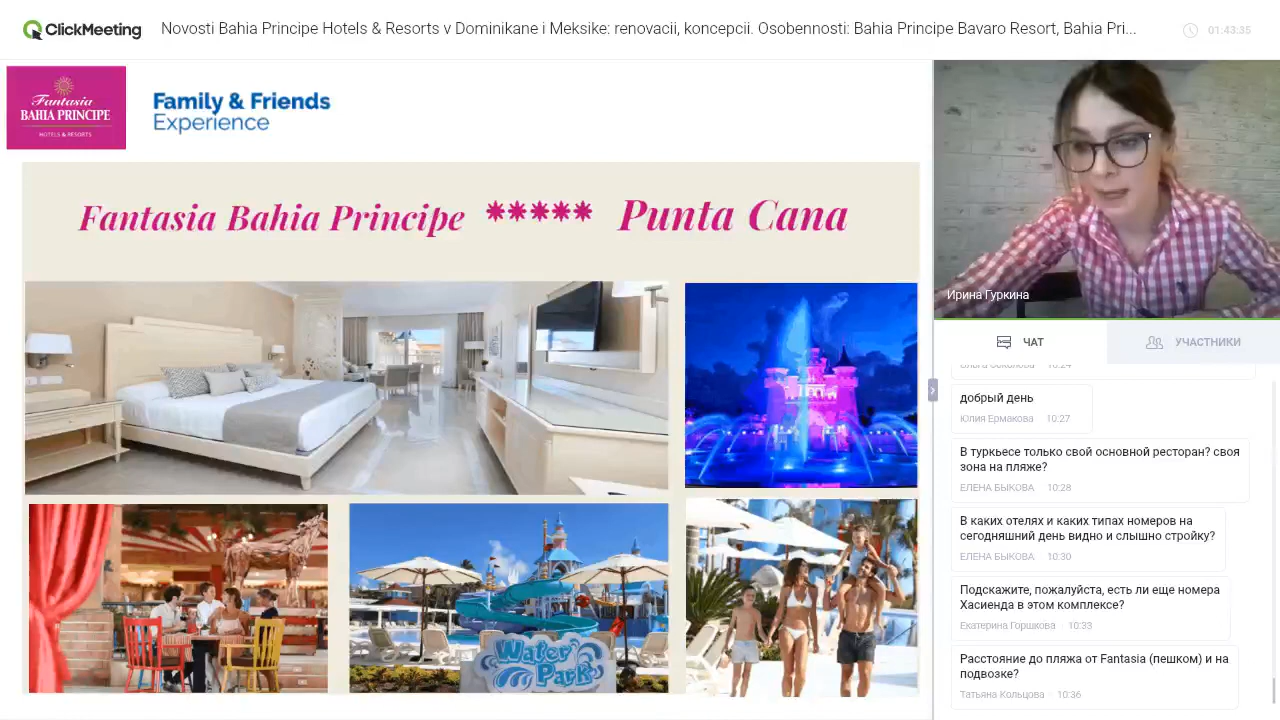 ClickMeeting
Novosti Bahia Principe Hotels & Resorts v Dominikane i Meksike: renovacii, koncepcii. Osobennosti: Bahia Principe Bavaro Resort, Bahia Pri...
01:43:35
Fantasia
BAHIA PRINCIPE
HOTELS & RESORTS
Family & Friends
Experience
Fantasia Bahia Principe ***** Punta Cana
Water
Park
Ирина Гуркина
ЧАТ
УЧАСТНИКИ
10:24
добрый день
Юлия Ермакова 10:27
В туркьесе только свой основной ресторан? своя
зона на пляже?
ЕЛЕНА БЫКОВА 10:28
В каких отелях и каких типах номеров на
сегодняшний день видно и слышно стройку?
ЕЛЕНА БЫКОВА 10:30
Подскажите, пожалуйста, есть ли еще номера
Хасиенда в этом комплексе?
Екатерина Горшкова · 10:33
Расстояние до пляжа от Fantasia (пешком) и на
подвозке?
Татьяна Кольцова · 10:36